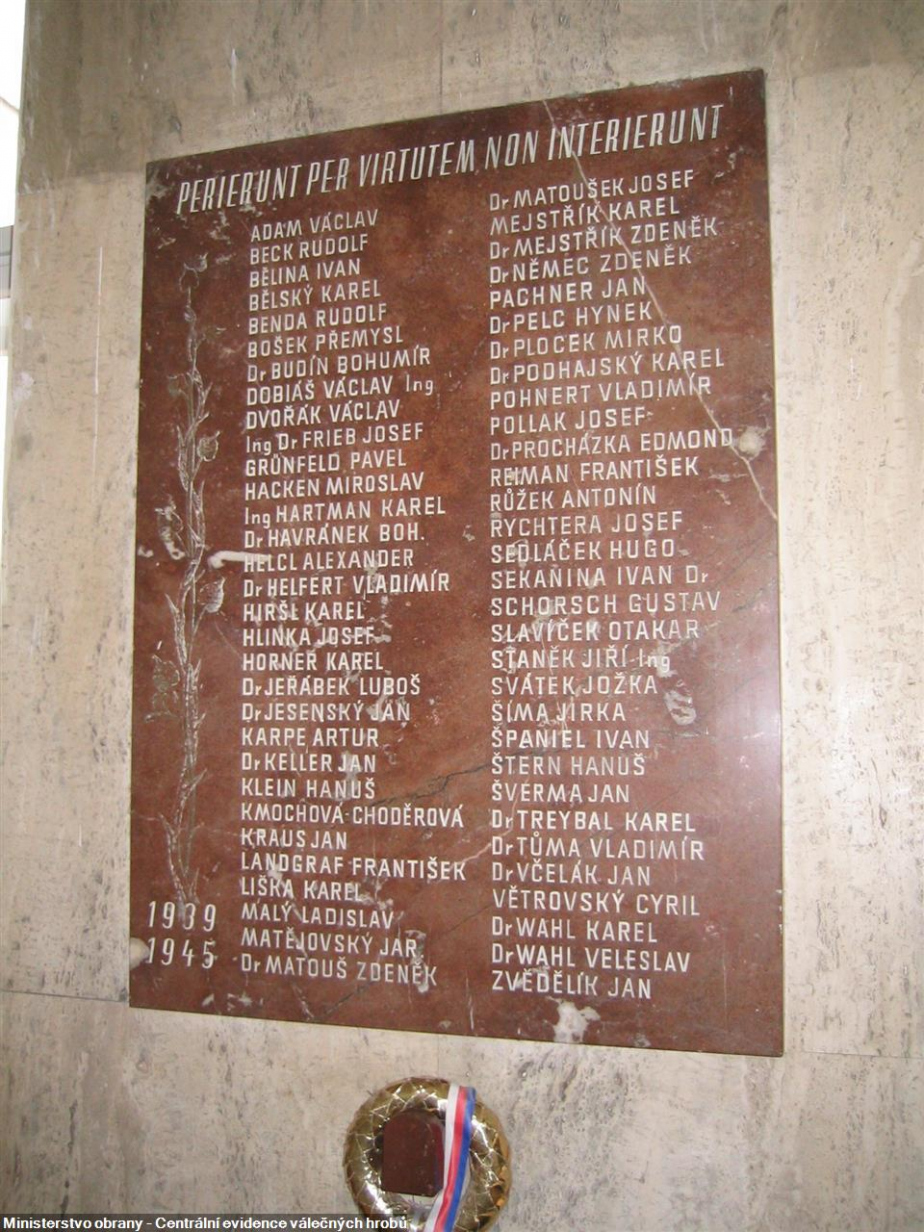 PERIERUNT PER VIRTUTEM NON INTERIERUNT
ADAM VÁCLAV
BECK RUDOLF
BĚLINA IVAN
BĚLSKÝ KAREL
BENDA RUDOLF
BOŠEK PŘEMYSL
Dr BUDÍN BOHUMÍR
DOBIÁŠ VÁCLAV Ing
DVOŘÁK VÁCLAV
Ing Dr FRIEB JOSEF
GRÜNFELD PAVEL
HACKEN MIROSLAV
Ing HARTMAN KAREL
Dr HAVRÁNEK BOH.
HELCL ALEXANDER
Dr HELFERT VLADIMÍR
HIRŠL KAREL
HLINKA JOSEF
HORNER KAREL
Dr JEŘÁBEK LUBOŠ
Dr JESENSKÝ JAN
KARPE ARTUR
Dr KELLER JAN
KLEIN HANUŠ
KMOCHOVÁ-CHODĚROVÁ
KRAUS JAN
LANDGRAF FRANTIŠEK
LIŠKA KAREL
MALÝ LADISLAV
MATĚJOVSKÝ JAR.
Dr MATOUŠ ZDENĚK
Dr MATOUŠEK JOSEF
MEJSTŘÍK KAREL
Dr MEJSTŘÍK ZDENĚK
Dr NĚMEC ZDENĚK
PACHNER JAN
Dr PELC HYNEK
Dr PLOCEK MIRKO
Dr PODHAJSKÝ KAREL
POHNERT VLADIMÍR
POLLAK JOSEF
Dr PROCHÁZKA EDMOND
REIMAN FRANTIŠEK
RŮŽEK ANTONÍN
RYCHTERA JOSEF
SEDLÁČEK HUGO
SEKANINA IVAN Dr
SCHORSCH GUSTAV
SLAVÍČEK OTAKAR
STANĚK JIŘÍ Ing
SVÁTEK JOŽKA
ŠÍMA JIRKA
ŠPANIEL IVAN
ŠTERN HANUŠ
ŠVERMA JAN
Dr TREYBAL KAREL
Dr TŮMA VLADIMÍR
Dr VČELÁK JAN
VĚTROVSKÝ CYRIL
Dr WAHL KAREL
Dr WAHL VELESLAV
ZVĚDĚLÍK JAN
1939
1945
Ministerstvo obrany - Centrální evidence válečných hrobů